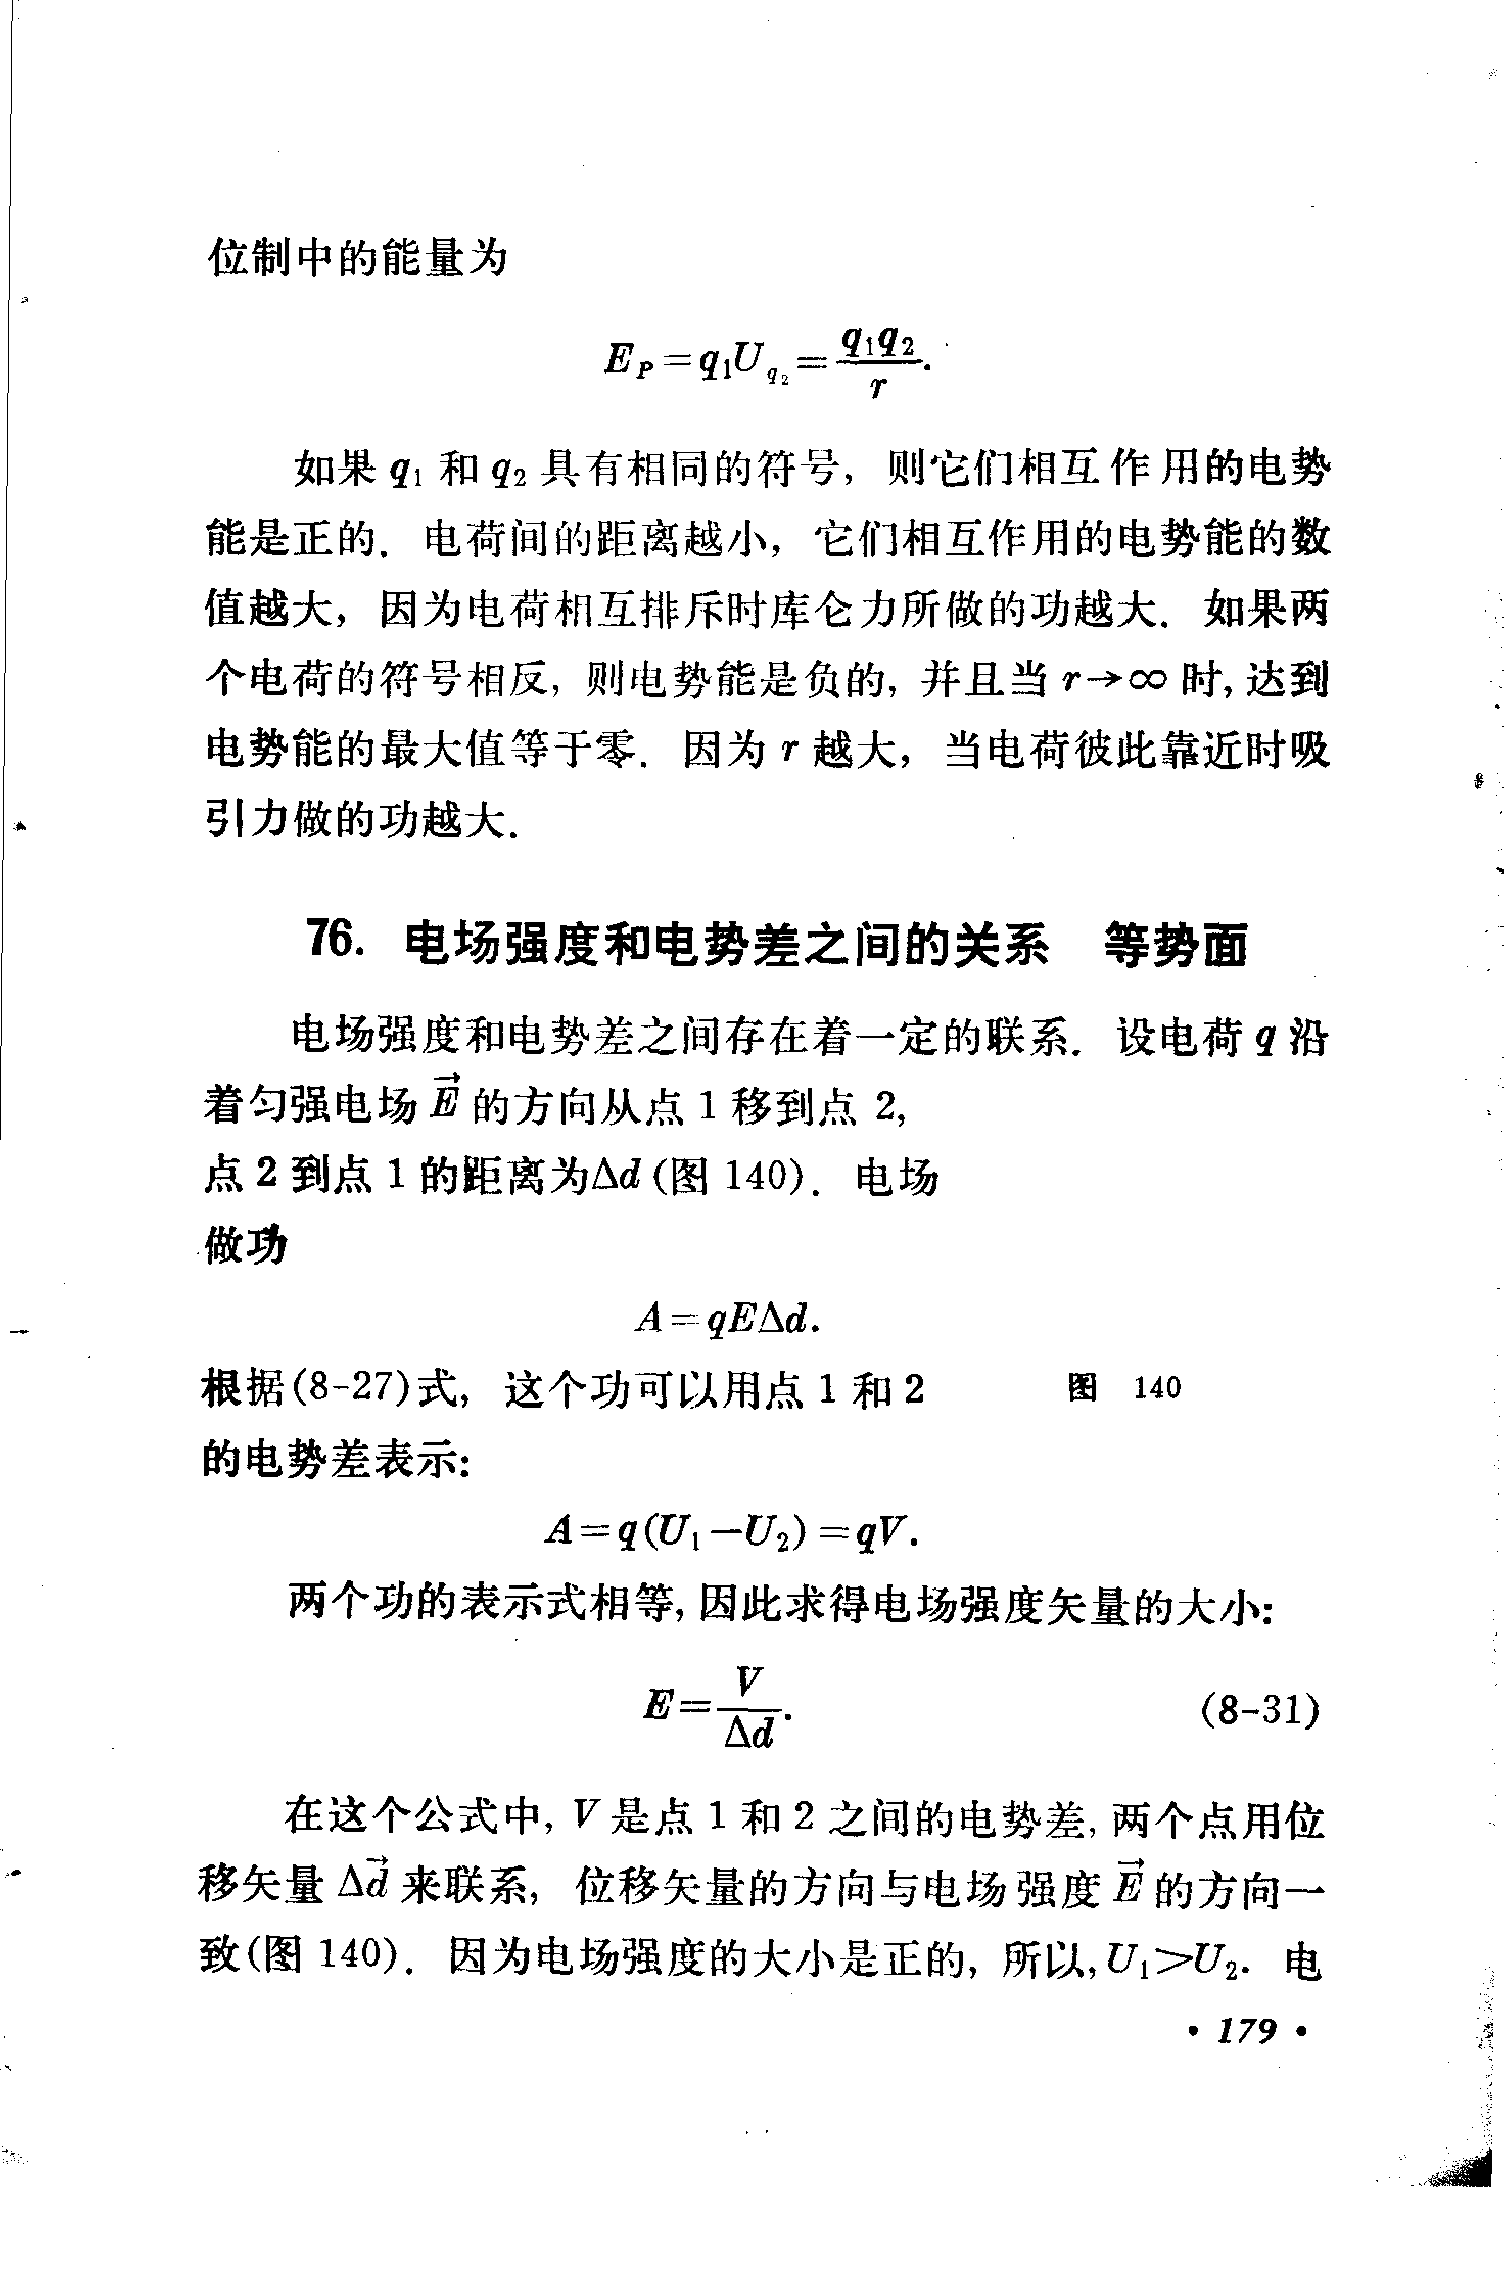 位制中的能量为
E_P=q_1U_{q_2}=\frac{q_1q_2}{r}.
如果 q_1 和 q_2 具有相同的符号，则它们相互作用的电势
能是正的．电荷间的距离越小，它们相互作用的电势能的数
值越大，因为电荷相互排斥时库仑力所做的功越大．如果两
个电荷的符号相反，则电势能是负的，并且当 r→∞ 时，达到
电势能的最大值等于零．因为 r 越大，当电荷彼此靠近时吸
引力做的功越大．
76. 电场强度和电势差之间的关系　等势面
电场强度和电势差之间存在着一定的联系．设电荷 q 沿
着匀强电场 \vec{E} 的方向从点 1 移到点 2，
点 2 到点 1 的距离为Δd (图 140)．电场
做功
A=qEΔd.
根据(8-27)式，这个功可以用点 1 和 2
图 140
的电势差表示：
A=q(U_1-U_2)=qV.
两个功的表示式相等，因此求得电场强度矢量的大小：
E=\frac{V}{Δd}. (8-31)
在这个公式中，V 是点 1 和 2 之间的电势差，两个点用位
移矢量 Δ\vec{d} 来联系，位移矢量的方向与电场强度 \vec{E} 的方向一
致(图 140)．因为电场强度的大小是正的，所以，U_1>U_2．电
• 179 •